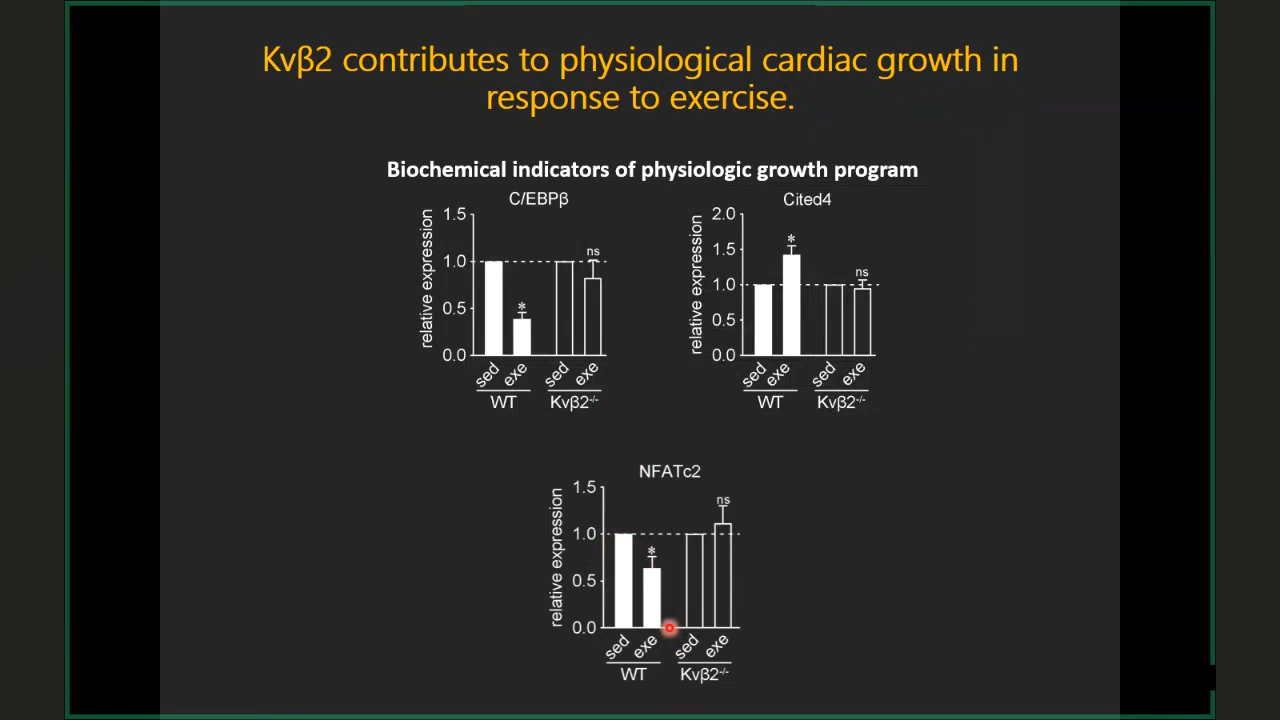 Kvβ2 contributes to physiological cardiac growth in
response to exercise.
Biochemical indicators of physiologic growth program
C/EBPβ
relative expression
1.5
1.0
0.5
0.0
*
ns
sed
exe
sed
exe
WT
Kvβ2-/-
Cited4
relative expression
2.0
1.5
1.0
0.5
0.0
*
ns
sed
exe
sed
exe
WT
Kvβ2-/-
NFATc2
relative expression
1.5
1.0
0.5
0.0
*
ns
sed
exe
sed
exe
WT
Kvβ2-/-